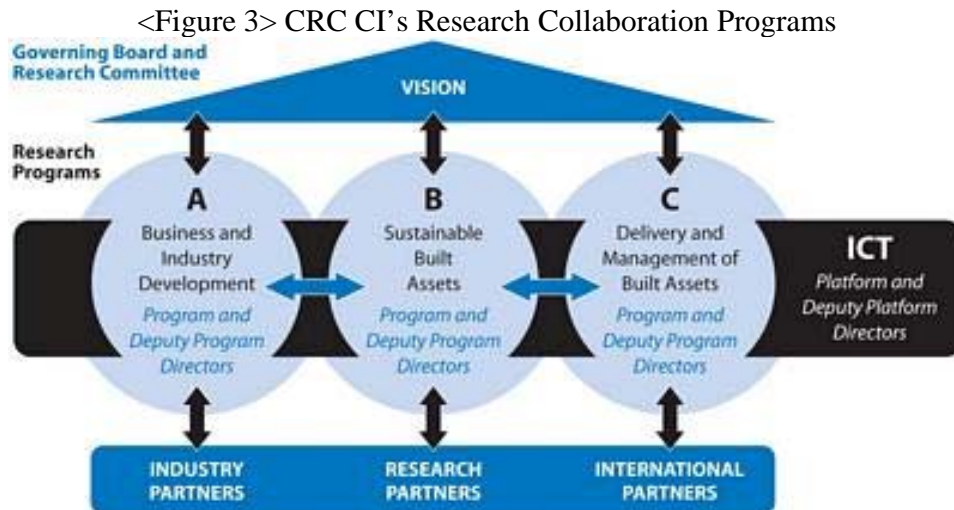 <Figure 3> CRC CI’s Research Collaboration Programs
Governing Board and
Research Committee
VISION
Research
Programs
A
Business and
Industry
Development
Program and
Deputy Program
Directors
B
Sustainable
Built
Assets
Program and
Deputy Program
Directors
C
Delivery and
Management of
Built Assets
Program and
Deputy Program
Directors
ICT
Platform and
Deputy Platform
Directors
INDUSTRY
PARTNERS
RESEARCH
PARTNERS
INTERNATIONAL
PARTNERS